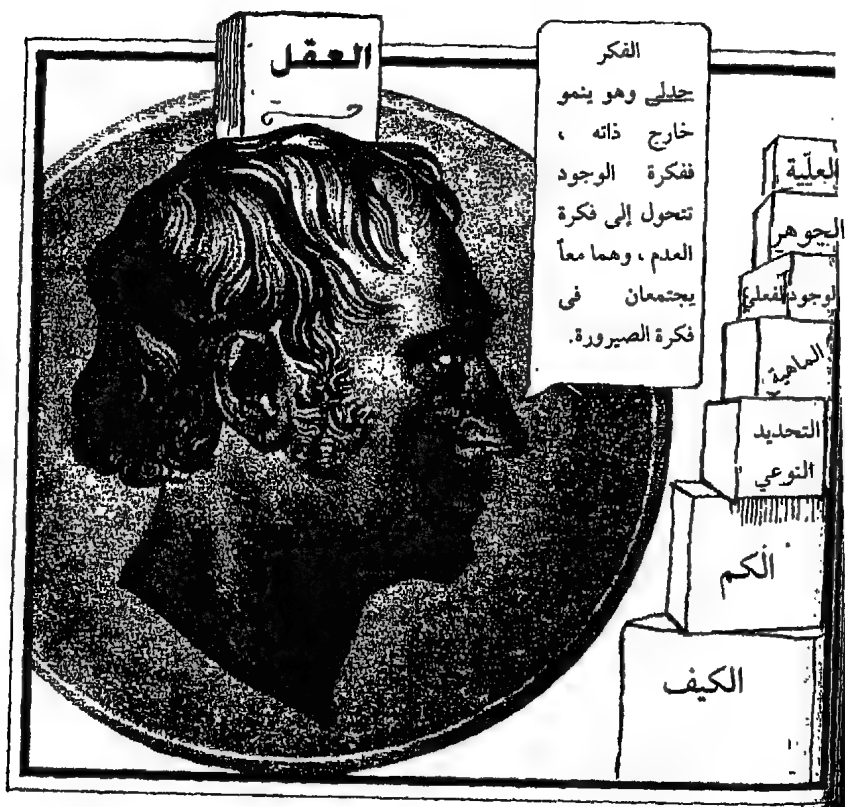 العقل
الفكر
جدلى وهو ينمو
خارج ذاته ،
ففكرة الوجود
تتحول إلى فكرة
العدم ، وهما معاً
يجتمعان فى
فكرة الصيرورة.
العلّية
الجوهر
الوجود الفعلي
الماهية
التحديد
النوعي
الكم
الكيف